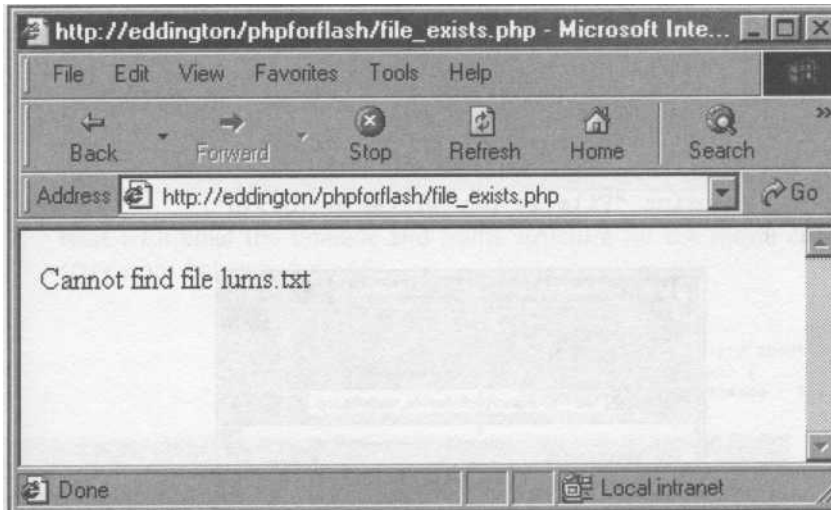 http://eddington/phpforflash/file_exists.php - Microsoft Inte...
File Edit View Favorites Tools Help
Back Forward Stop Refresh Home Search »
Address http://eddington/phpforflash/file_exists.php Go
Cannot find file lums.txt
Done Local intranet